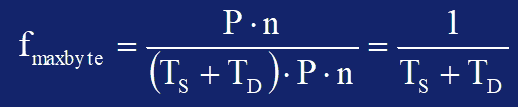 f_maxbyte = P · n / (T_S + T_D) · P · n = 1 / T_S + T_D